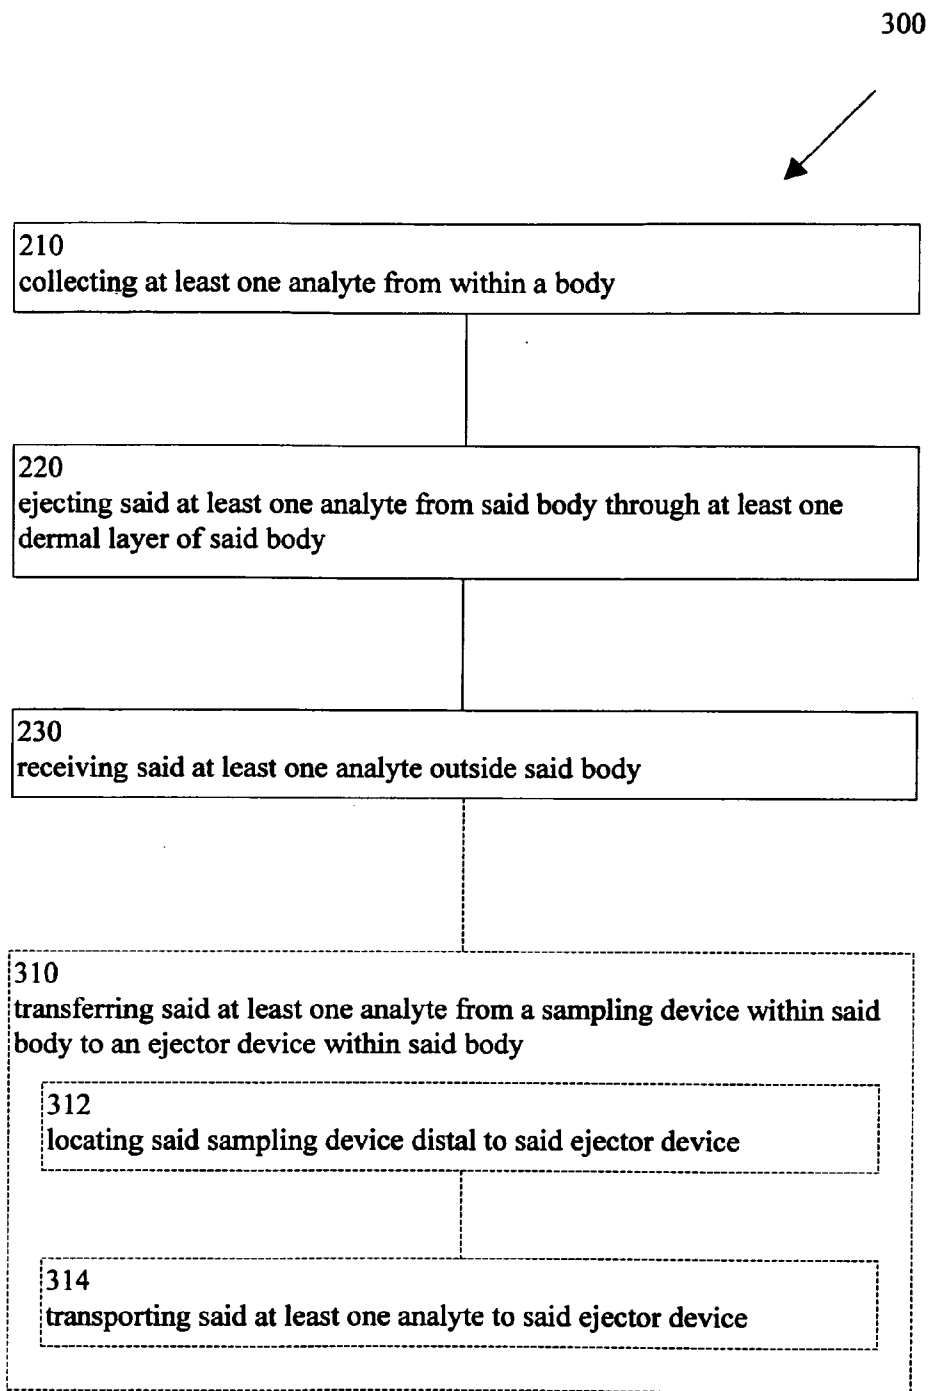 300
210
collecting at least one analyte from within a body
220
ejecting said at least one analyte from said body through at least one
dermal layer of said body
230
receiving said at least one analyte outside said body
310
transferring said at least one analyte from a sampling device within said
body to an ejector device within said body
312
locating said sampling device distal to said ejector device
314
transporting said at least one analyte to said ejector device